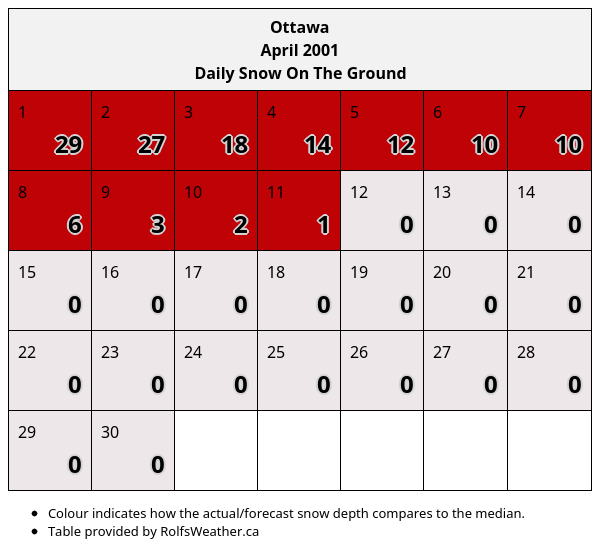 Ottawa
April 2001
Daily Snow On The Ground
1 2 3 4 5 6 7
29 27 18 14 12 10 10
8 9 10 11 12 13 14
6 3 2 1 0 0 0
15 16 17 18 19 20 21
0 0 0 0 0 0 0
22 23 24 25 26 27 28
0 0 0 0 0 0 0
29 30
0 0
• Colour indicates how the actual/forecast snow depth compares to the median.
• Table provided by RolfsWeather.ca